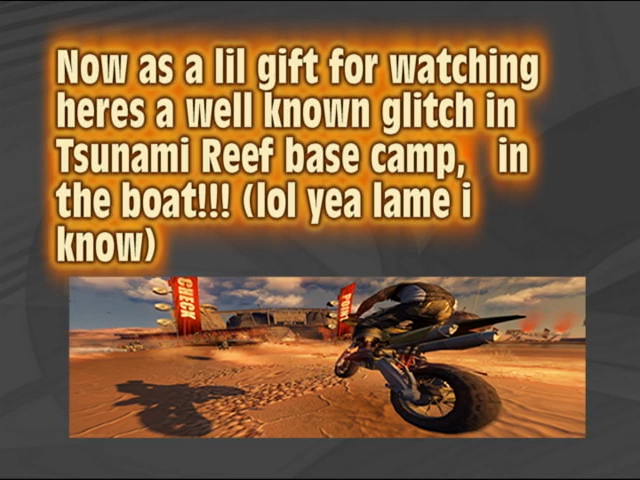 Now as a lil gift for watching
heres a well known glitch in
Tsunami Reef base camp, in
the boat!!! (lol yea lame i
know)
CHECK
POINT